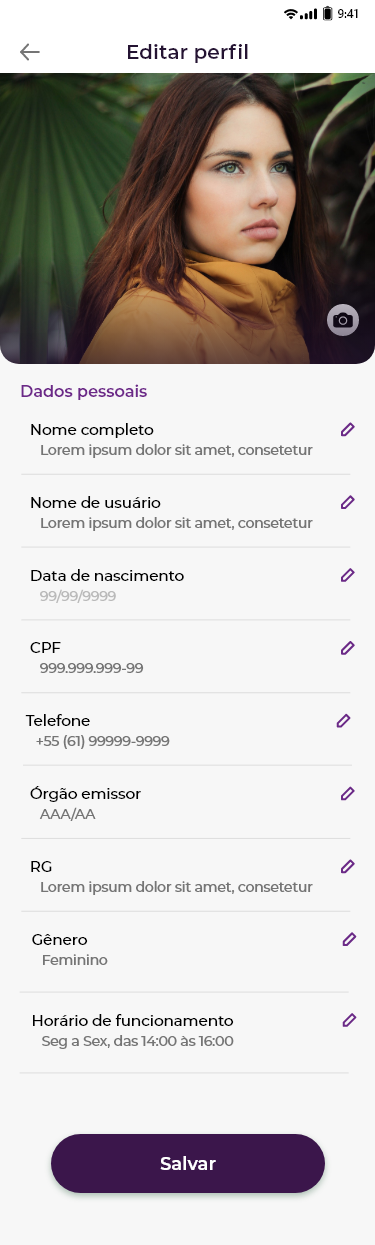 9:41
Editar perfil
Dados pessoais
Nome completo
Lorem ipsum dolor sit amet, consetetur
Nome de usuário
Lorem ipsum dolor sit amet, consetetur
Data de nascimento
99/99/9999
CPF
999.999.999-99
Telefone
+55 (61) 99999-9999
Órgão emissor
AAA/AA
RG
Lorem ipsum dolor sit amet, consetetur
Gênero
Feminino
Horário de funcionamento
Seg a Sex, das 14:00 às 16:00
Salvar